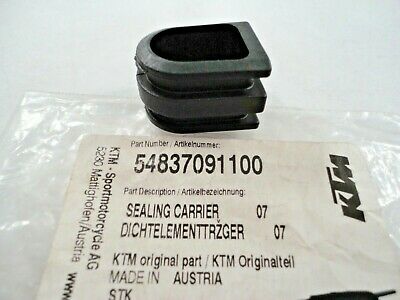 Part Number / Artikelnummer:
54837091100
Part Description / Artikelbezeichnung:
SEALING CARRIER 07
DICHTELEMENTTRŽGER 07
KTM original part / KTM Originalteil
MADE IN AUSTRIA
STK
KTM - Sportmotorcycle AG
5230 Mattighofen/Austria
KTM